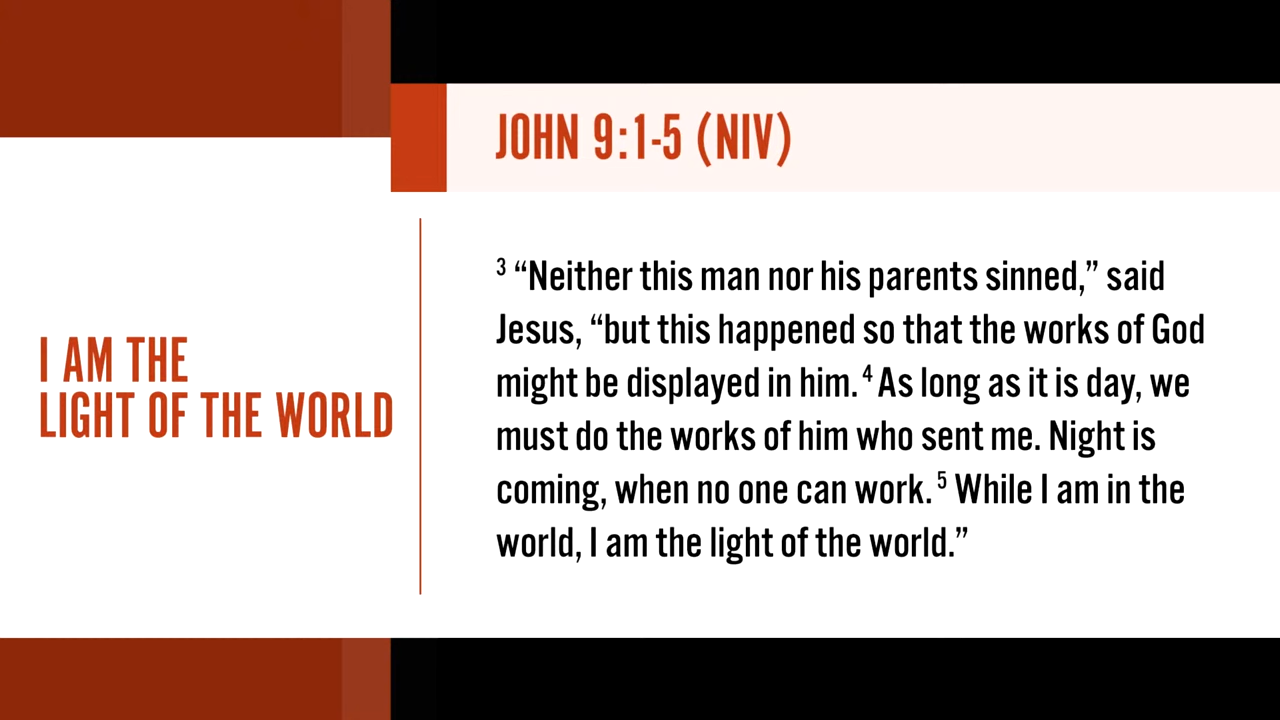 JOHN 9:1-5 (NIV)
I AM THE
LIGHT OF THE WORLD
3 “Neither this man nor his parents sinned,” said
Jesus, “but this happened so that the works of God
might be displayed in him. 4 As long as it is day, we
must do the works of him who sent me. Night is
coming, when no one can work. 5 While I am in the
world, I am the light of the world.”